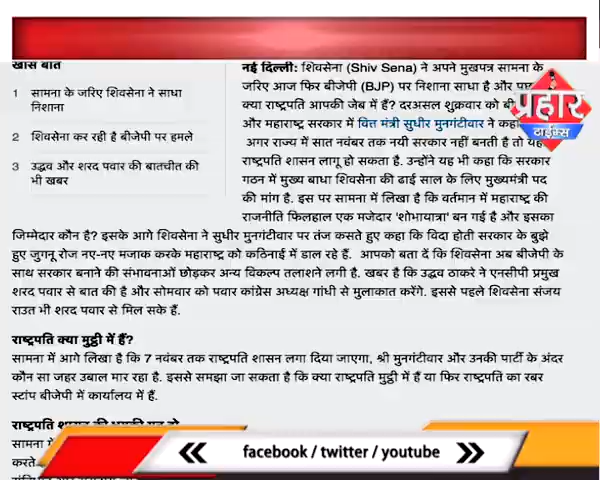 खास बात
1 सामना के जरिए शिवसेना ने साधा
निशाना
2 शिवसेना कर रही है बीजेपी पर हमले
3 उद्धव और शरद पवार की बातचीत की
भी खबर
नई दिल्ली: शिवसेना (Shiv Sena) ने अपने मुखपत्र सामना के
जरिए आज फिर बीजेपी (BJP) पर निशाना साधा है और
क्या राष्ट्रपति आपकी जेब में हैं? दरअसल शुक्रवार को
और महाराष्ट्र सरकार में वित्त मंत्री सुधीर मुनगंटीवार ने
अगर राज्य में सात नवंबर तक नयी सरकार नहीं बनती है तो
राष्ट्रपति शासन लागू हो सकता है. उन्होंने यह भी कहा कि सरकार
गठन में मुख्य बाधा शिवसेना की ढाई साल के लिए मुख्यमंत्री पद
की मांग है. इस पर सामना में लिखा है कि वर्तमान में महाराष्ट्र की
राजनीति फिलहाल एक मजेदार 'शोभायात्रा' बन गई है और इसका
जिम्मेदार कौन है? इसके आगे शिवसेना ने सुधीर मुनगंटीवार पर तंज कसते हुए कहा कि विदा होती सरकार के बुझे
हुए जुगनू रोज नए-नए मजाक करके महाराष्ट्र को कठिनाई में डाल रहे हैं. आपको बता दें कि शिवसेना अब बीजेपी के
साथ सरकार बनाने की संभावनाओं छोड़कर अन्य विकल्प तलाशने लगी है. खबर है कि उद्धव ठाकरे ने एनसीपी प्रमुख
शरद पवार से बात की है और सोमवार को पवार कांग्रेस अध्यक्ष गांधी से मुलाकात करेंगे. इससे पहले शिवसेना संजय
राउत भी शरद पवार से मिल सके हैं.
राष्ट्रपति क्या मुट्ठी में हैं?
सामना में आगे लिखा है कि 7 नवंबर तक राष्ट्रपति शासन लगा दिया जाएगा, श्री मुनगंटीवार और उनकी पार्टी के अंदर
कौन सा जहर उबाल मार रहा है. इससे समझा जा सकता है कि क्या राष्ट्रपति मुट्ठी में हैं या फिर राष्ट्रपति का रबर
स्टांप बीजेपी में कार्यालय में हैं.
राष्ट्रपति
सामना
करते
प्रहार
टाईम्स
facebook / twitter / youtube